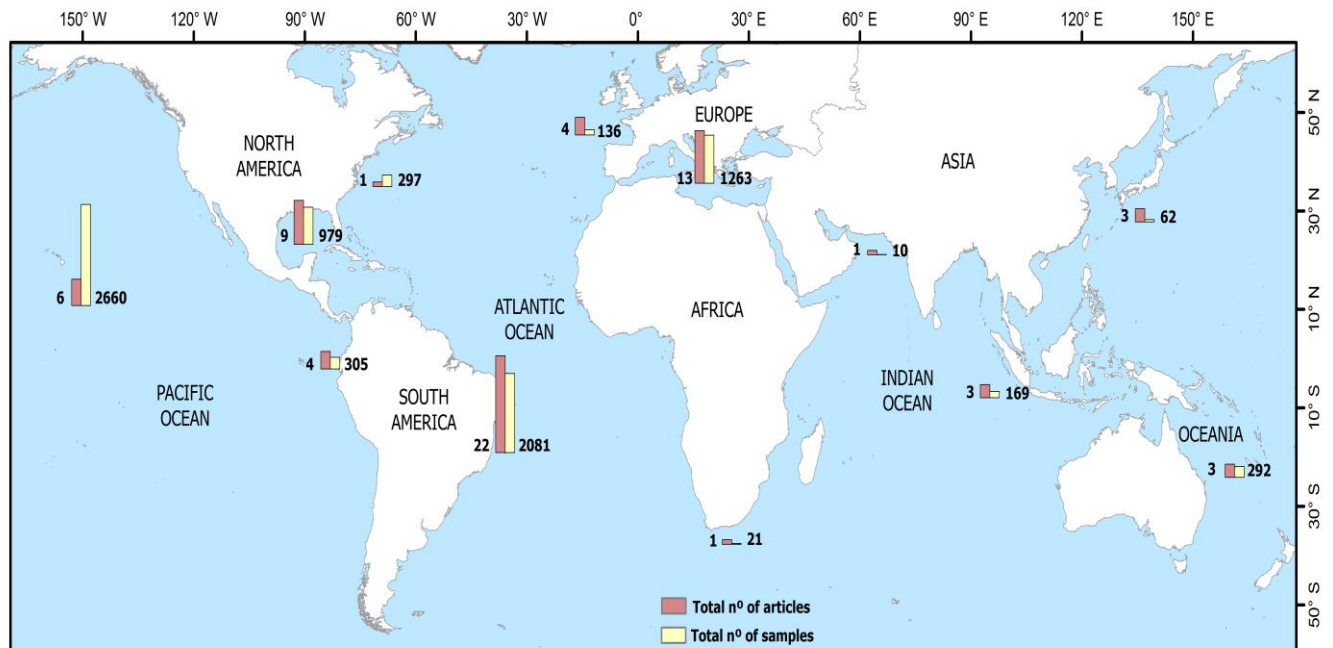 150° W 120° W 90° W 60° W 30° W 0° 30° E 60° E 90° E 120° E 150° E
50° N
30° N
10° N
10° S
30° S
50° S
EUROPE
4 136
NORTH
AMERICA
ASIA
13 1263
1 297
3 62
9 979
1 10
6 2660
ATLANTIC
OCEAN
AFRICA
4 305
PACIFIC
OCEAN
SOUTH
AMERICA
INDIAN
OCEAN
3 169
22 2081
OCEANIA
3 292
1 21
Total nº of articles
Total nº of samples